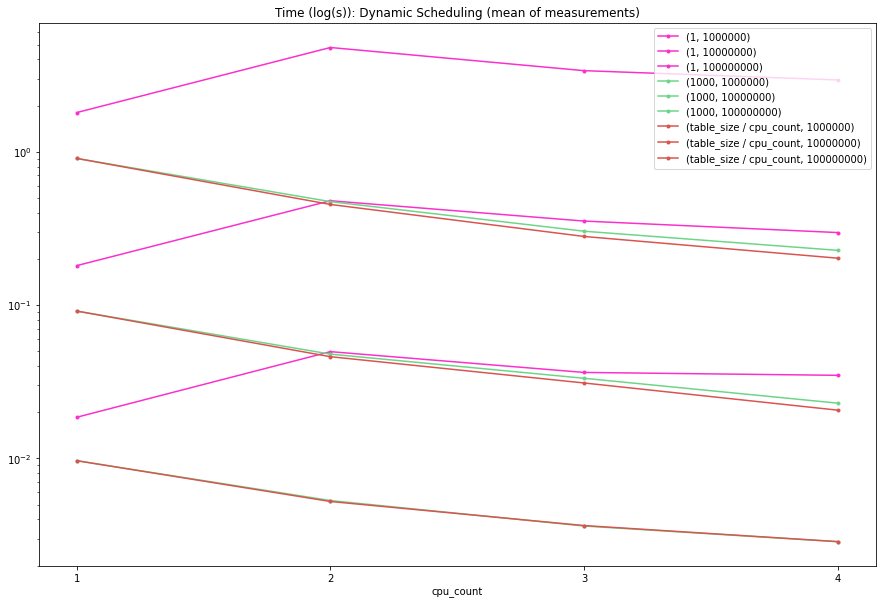 Time (log(s)): Dynamic Scheduling (mean of measurements)
(1, 1000000)
(1, 10000000)
(1, 100000000)
(1000, 1000000)
(1000, 10000000)
(1000, 100000000)
(table_size / cpu_count, 1000000)
(table_size / cpu_count, 10000000)
(table_size / cpu_count, 100000000)
10⁰
10⁻¹
10⁻²
1 2 3 4
cpu_count